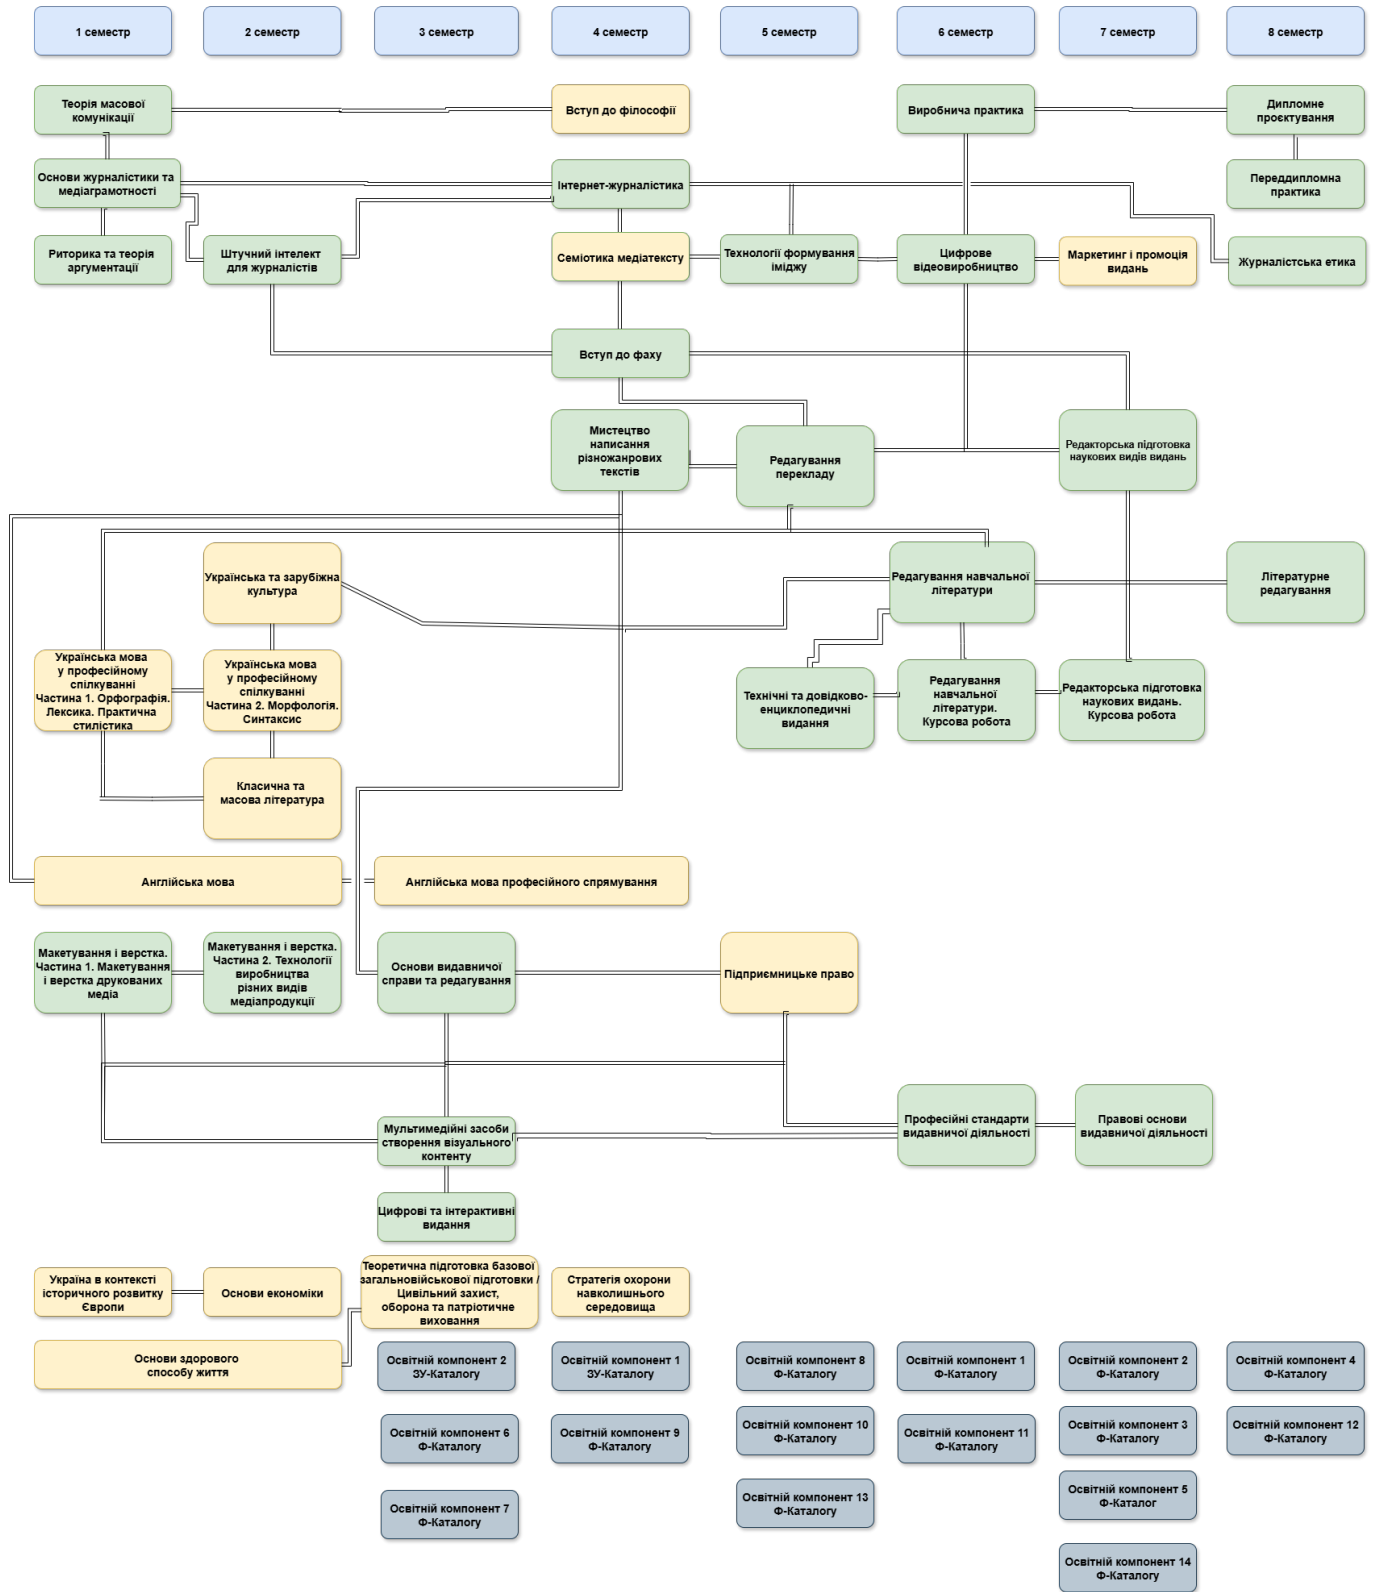 1 семестр
2 семестр
3 семестр
4 семестр
5 семестр
6 семестр
7 семестр
8 семестр
Теорія масової
комунікації
Вступ до філософії
Виробнича практика
Дипломне
проєктування
Основи журналістики та
медіаграмотності
Інтернет-журналістика
Переддипломна
практика
Риторика та теорія
аргументації
Штучний інтелект
для журналістів
Семіотика медіатексту
Технології формування
іміджу
Цифрове
відеовиробництво
Маркетинг і промоція
видань
Журналістська етика
Вступ до фаху
Мистецтво
написання
різножанрових
текстів
Редагування
перекладу
Редакторська підготовка
наукових видів видань
Українська та зарубіжна
культура
Редагування навчальної
літератури
Літературне
редагування
Українська мова
у професійному
спілкуванні
Частина 1. Орфографія.
Лексика. Практична
стилістика
Українська мова
у професійному
спілкуванні
Частина 2. Морфологія.
Синтаксис
Технічні та довідково-
енциклопедичні
видання
Редагування
навчальної
літератури.
Курсова робота
Редакторська підготовка
наукових видань.
Курсова робота
Класична та
масова література
Англійська мова
Англійська мова професійного спрямування
Макетування і верстка.
Частина 1. Макетування
і верстка друкованих
медіа
Макетування і верстка.
Частина 2. Технології
виробництва
різних видів
медіапродукції
Основи видавничої
справи та редагування
Підприємницьке право
Мультимедійні засоби
створення візуального
контенту
Професійні стандарти
видавничої діяльності
Правові основи
видавничої діяльності
Цифрові та інтерактивні
видання
Україна в контексті
історичного розвитку
Європи
Основи економіки
Теоретична підготовка базової
загальновійськової підготовки /
Цивільний захист,
оборона та патріотичне
виховання
Стратегія охорони
навколишнього
середовища
Основи здорового
способу життя
Освітній компонент 2
ЗУ-Каталогу
Освітній компонент 1
ЗУ-Каталогу
Освітній компонент 8
Ф-Каталогу
Освітній компонент 1
Ф-Каталогу
Освітній компонент 2
Ф-Каталогу
Освітній компонент 4
Ф-Каталогу
Освітній компонент 6
Ф-Каталогу
Освітній компонент 9
Ф-Каталогу
Освітній компонент 10
Ф-Каталогу
Освітній компонент 11
Ф-Каталогу
Освітній компонент 3
Ф-Каталогу
Освітній компонент 12
Ф-Каталогу
Освітній компонент 7
Ф-Каталогу
Освітній компонент 13
Ф-Каталогу
Освітній компонент 5
Ф-Каталог
Освітній компонент 14
Ф-Каталогу